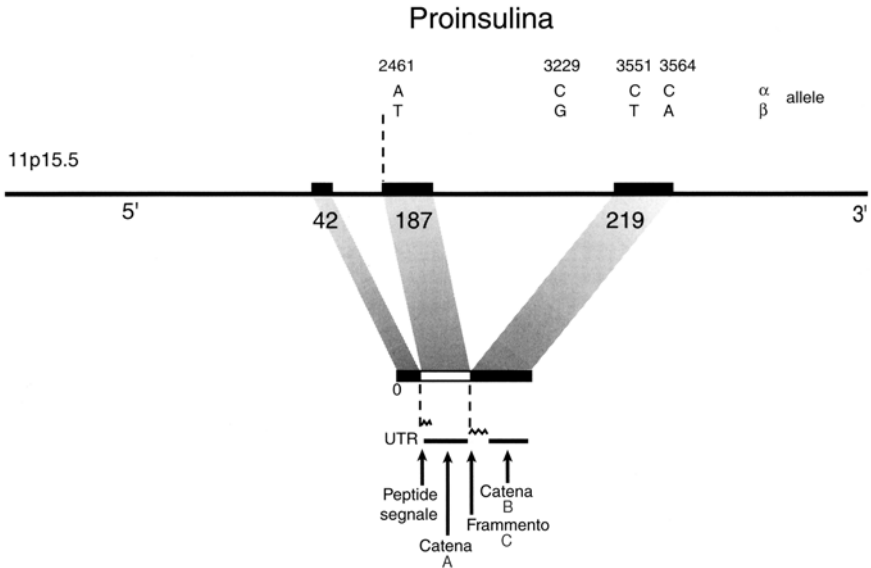 Proinsulina
2461 3229 3551 3564
A C C C α
T G T A β allele
11p15.5
5' 42 187 219 3'
0
UTR
Peptide
segnale
Catena
B
Frammento
C
Catena
A